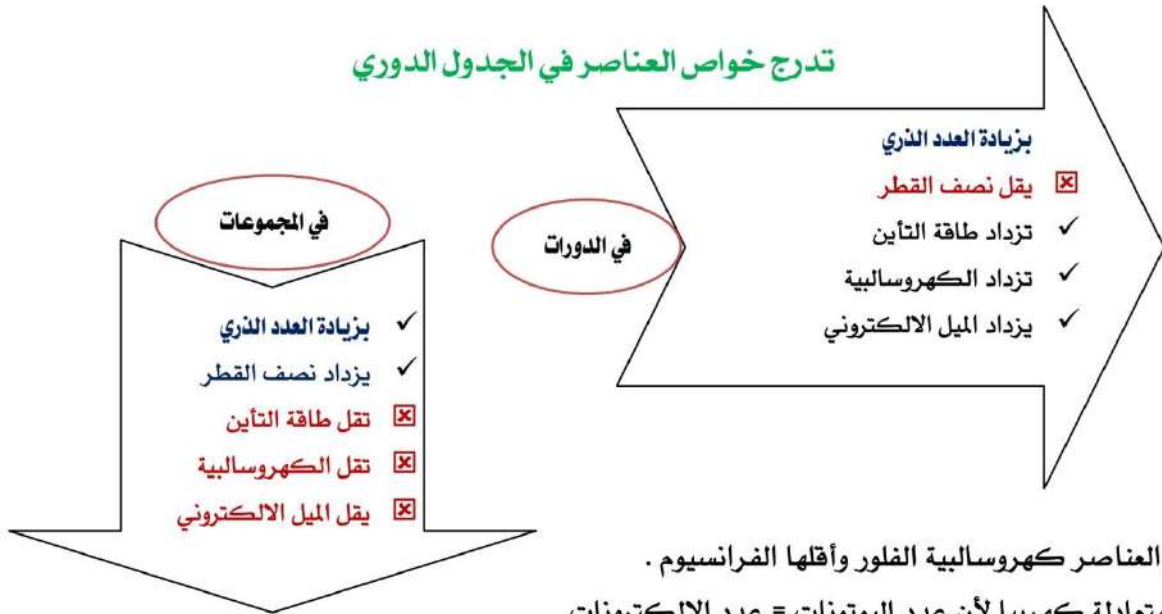 تدرج خواص العناصر في الجدول الدوري
في الدورات
بزيادة العدد الذري
يقل نصف القطر
تزداد طاقة التأين
تزداد الكهروسالبية
يزداد الميل الالكتروني
في المجموعات
بزيادة العدد الذري
يزداد نصف القطر
تقل طاقة التأين
تقل الكهروسالبية
يقل الميل الالكتروني
العناصر كهروسالبية الفلور وأقلها الفرانسيوم .